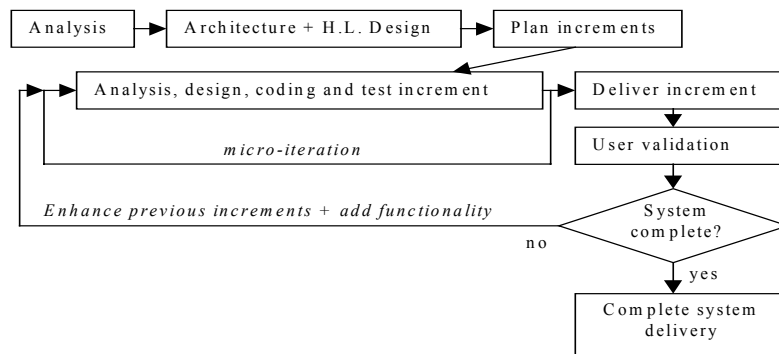 Analysis
Architecture + H.L. Design
Plan increments
Analysis, design, coding and test increment
Deliver increment
micro-iteration
User validation
Enhance previous increments + add functionality
System
complete?
no
yes
Complete system
delivery